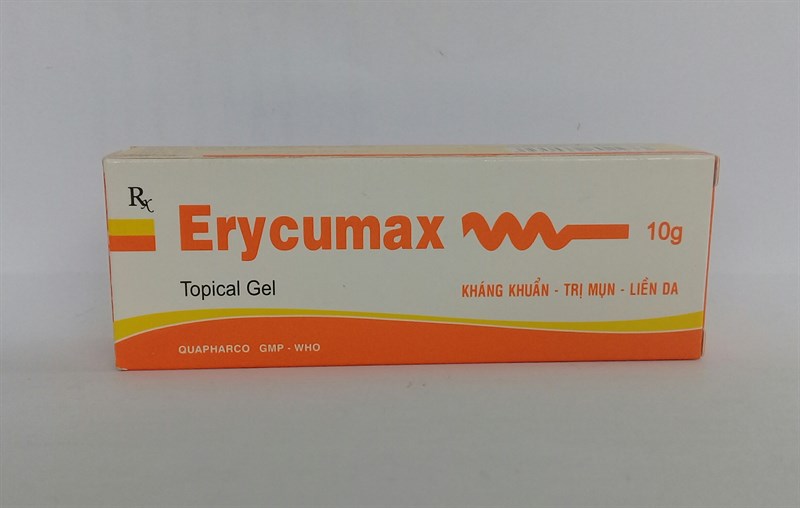 Rx
Erycumax
10g
Topical Gel
KHÁNG KHUẨN - TRỊ MỤN - LIỀN DA
QUAPHARCO GMP - WHO